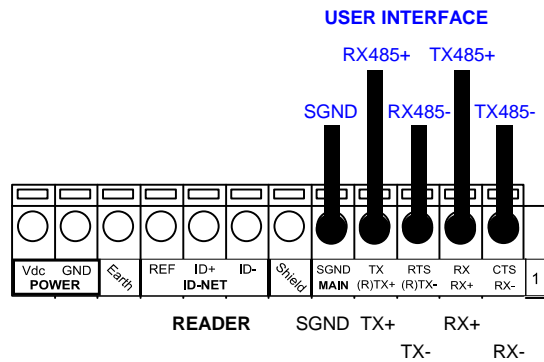 USER INTERFACE
RX485+ TX485+
SGND RX485- TX485-
Vdc GND Earth REF ID+ ID- Shield SGND TX RTS RX CTS 1
POWER ID-NET MAIN (R)TX+ (R)TX- RX+ RX-
READER SGND TX+ RX+
TX- RX-